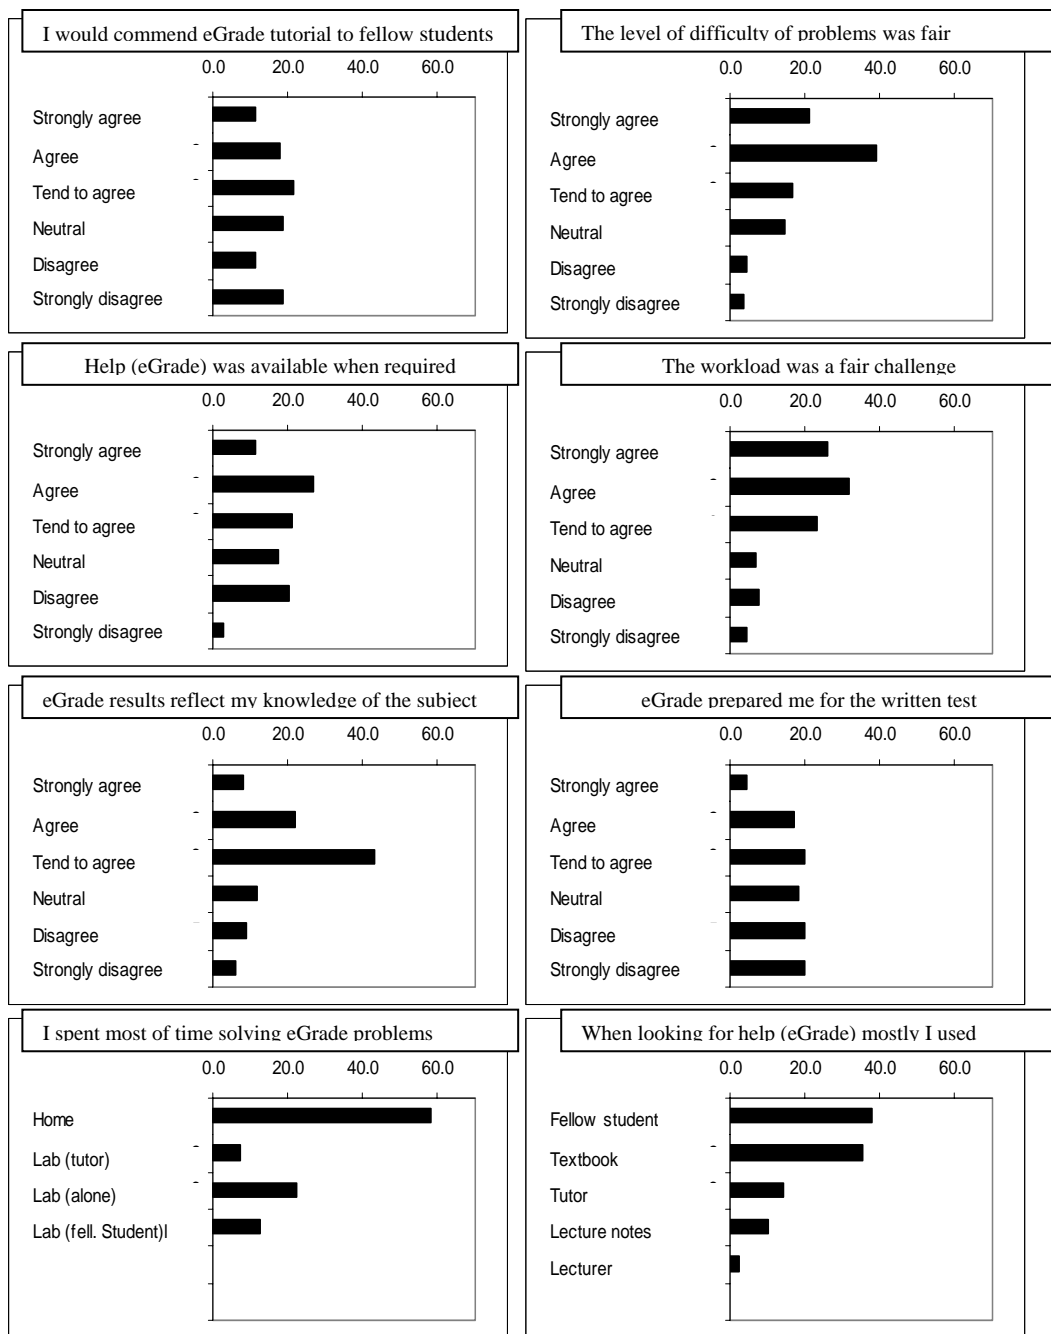 I would commend eGrade tutorial to fellow students
0.0 20.0 40.0 60.0
Strongly agree
Agree
Tend to agree
Neutral
Disagree
Strongly disagree
The level of difficulty of problems was fair
0.0 20.0 40.0 60.0
Strongly agree
Agree
Tend to agree
Neutral
Disagree
Strongly disagree
Help (eGrade) was available when required
0.0 20.0 40.0 60.0
Strongly agree
Agree
Tend to agree
Neutral
Disagree
Strongly disagree
The workload was a fair challenge
0.0 20.0 40.0 60.0
Strongly agree
Agree
Tend to agree
Neutral
Disagree
Strongly disagree
eGrade results reflect my knowledge of the subject
0.0 20.0 40.0 60.0
Strongly agree
Agree
Tend to agree
Neutral
Disagree
Strongly disagree
eGrade prepared me for the written test
0.0 20.0 40.0 60.0
Strongly agree
Agree
Tend to agree
Neutral
Disagree
Strongly disagree
I spent most of time solving eGrade problems
0.0 20.0 40.0 60.0
Home
Lab (tutor)
Lab (alone)
Lab (fell. Student)l
When looking for help (eGrade) mostly I used
0.0 20.0 40.0 60.0
Fellow student
Textbook
Tutor
Lecture notes
Lecturer